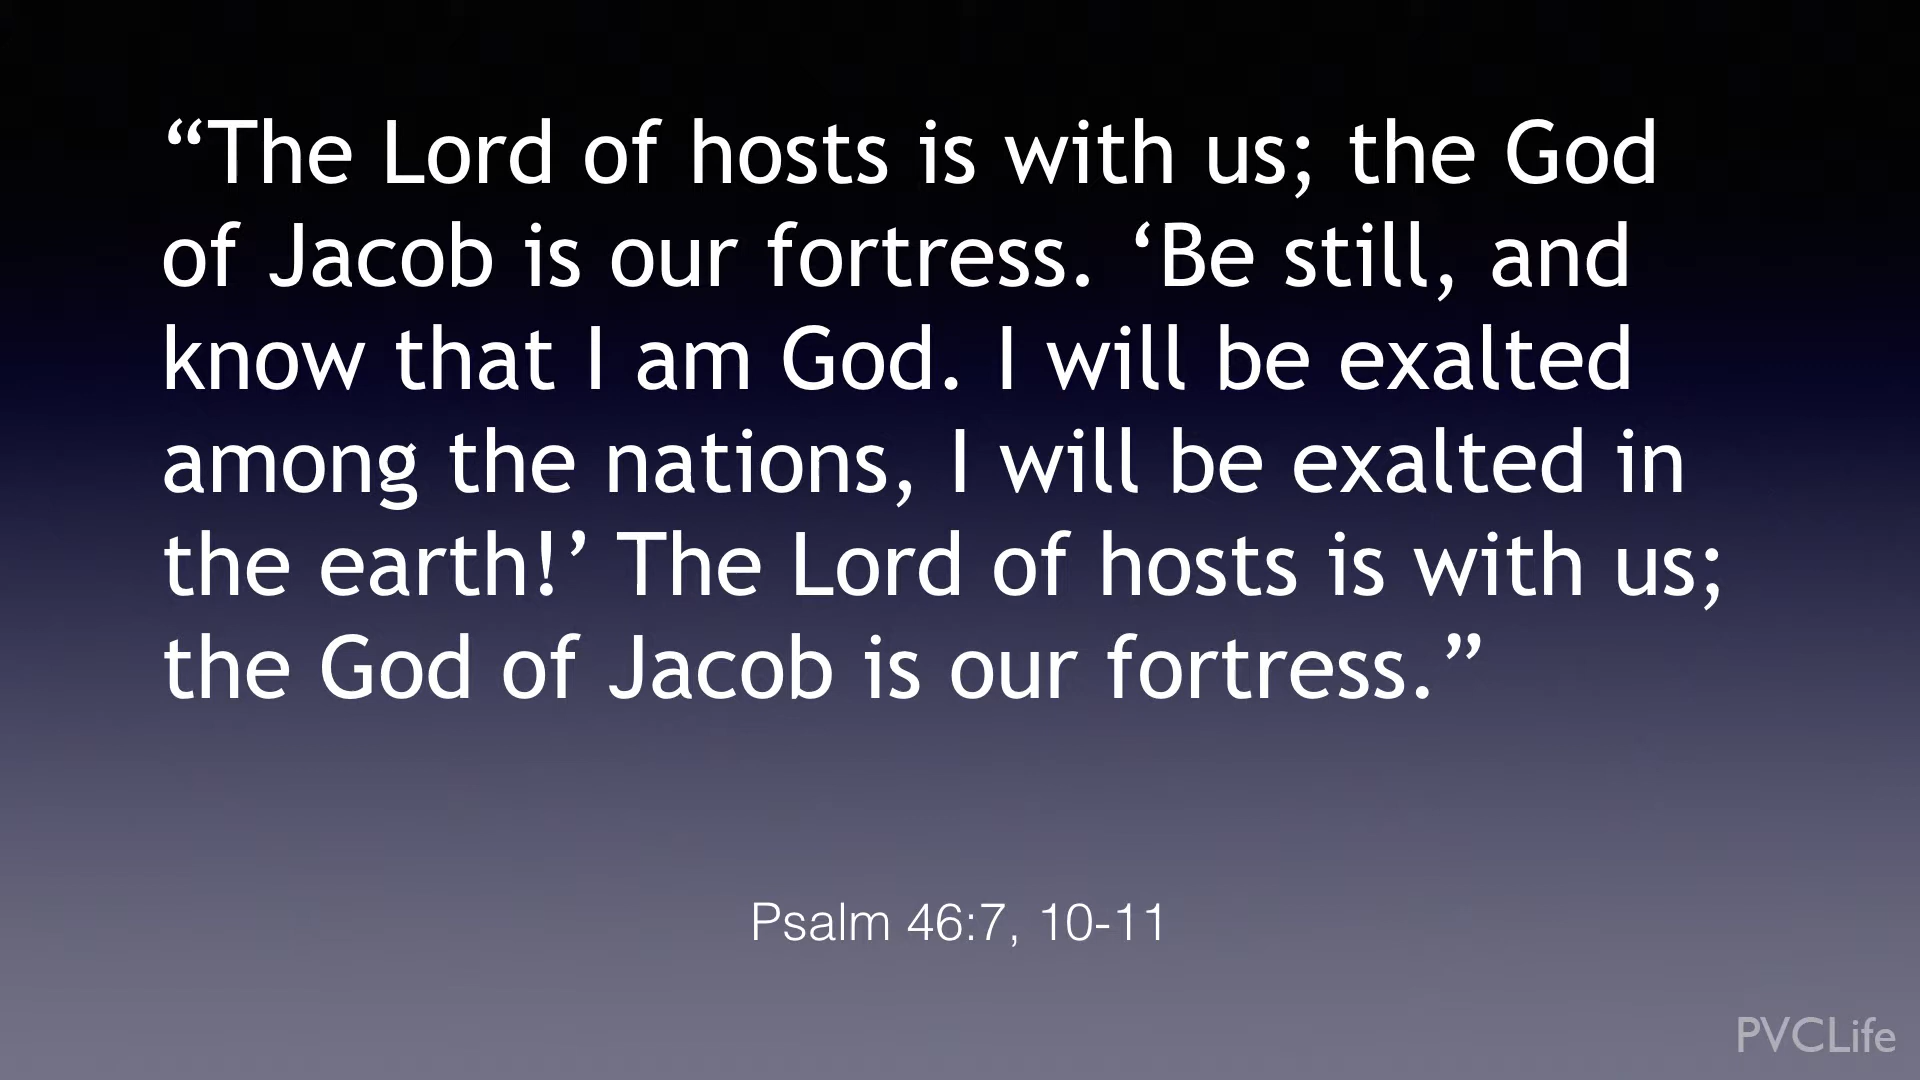 “The Lord of hosts is with us; the God
of Jacob is our fortress. ‘Be still, and
know that I am God. I will be exalted
among the nations, I will be exalted in
the earth!’ The Lord of hosts is with us;
the God of Jacob is our fortress.”
Psalm 46:7, 10-11
PVCLife